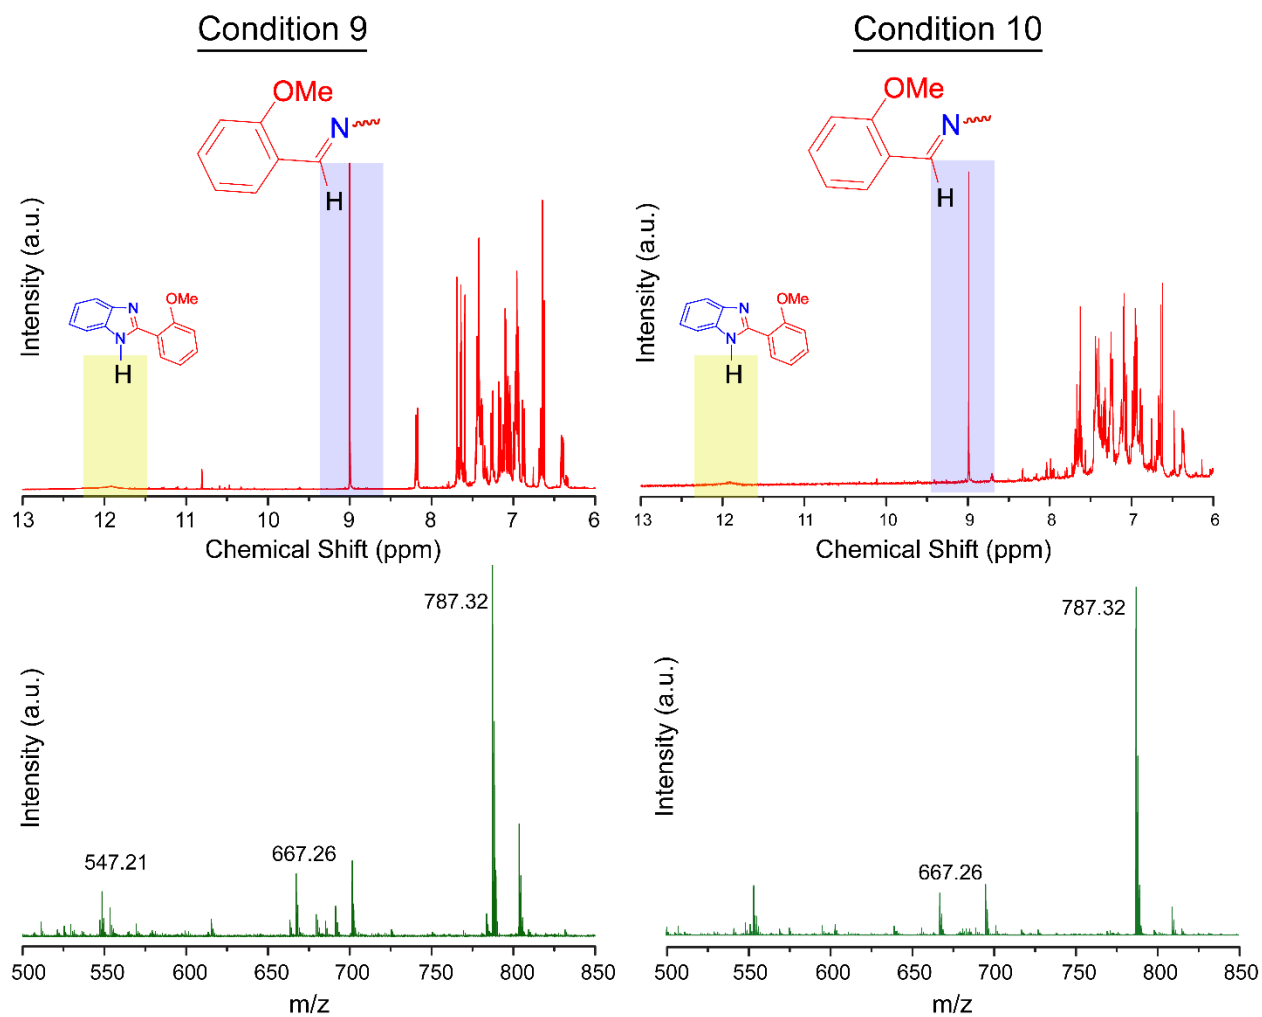 Condition 9
Condition 10
OMe
N
H
OMe
N
H
N
OMe
N
H
N
OMe
N
H
Intensity (a.u.)
Intensity (a.u.)
13 12 11 10 9 8 7 6
13 12 11 10 9 8 7 6
Chemical Shift (ppm)
Chemical Shift (ppm)
787.32
547.21
667.26
787.32
667.26
Intensity (a.u.)
Intensity (a.u.)
500 550 600 650 700 750 800 850
500 550 600 650 700 750 800 850
m/z
m/z